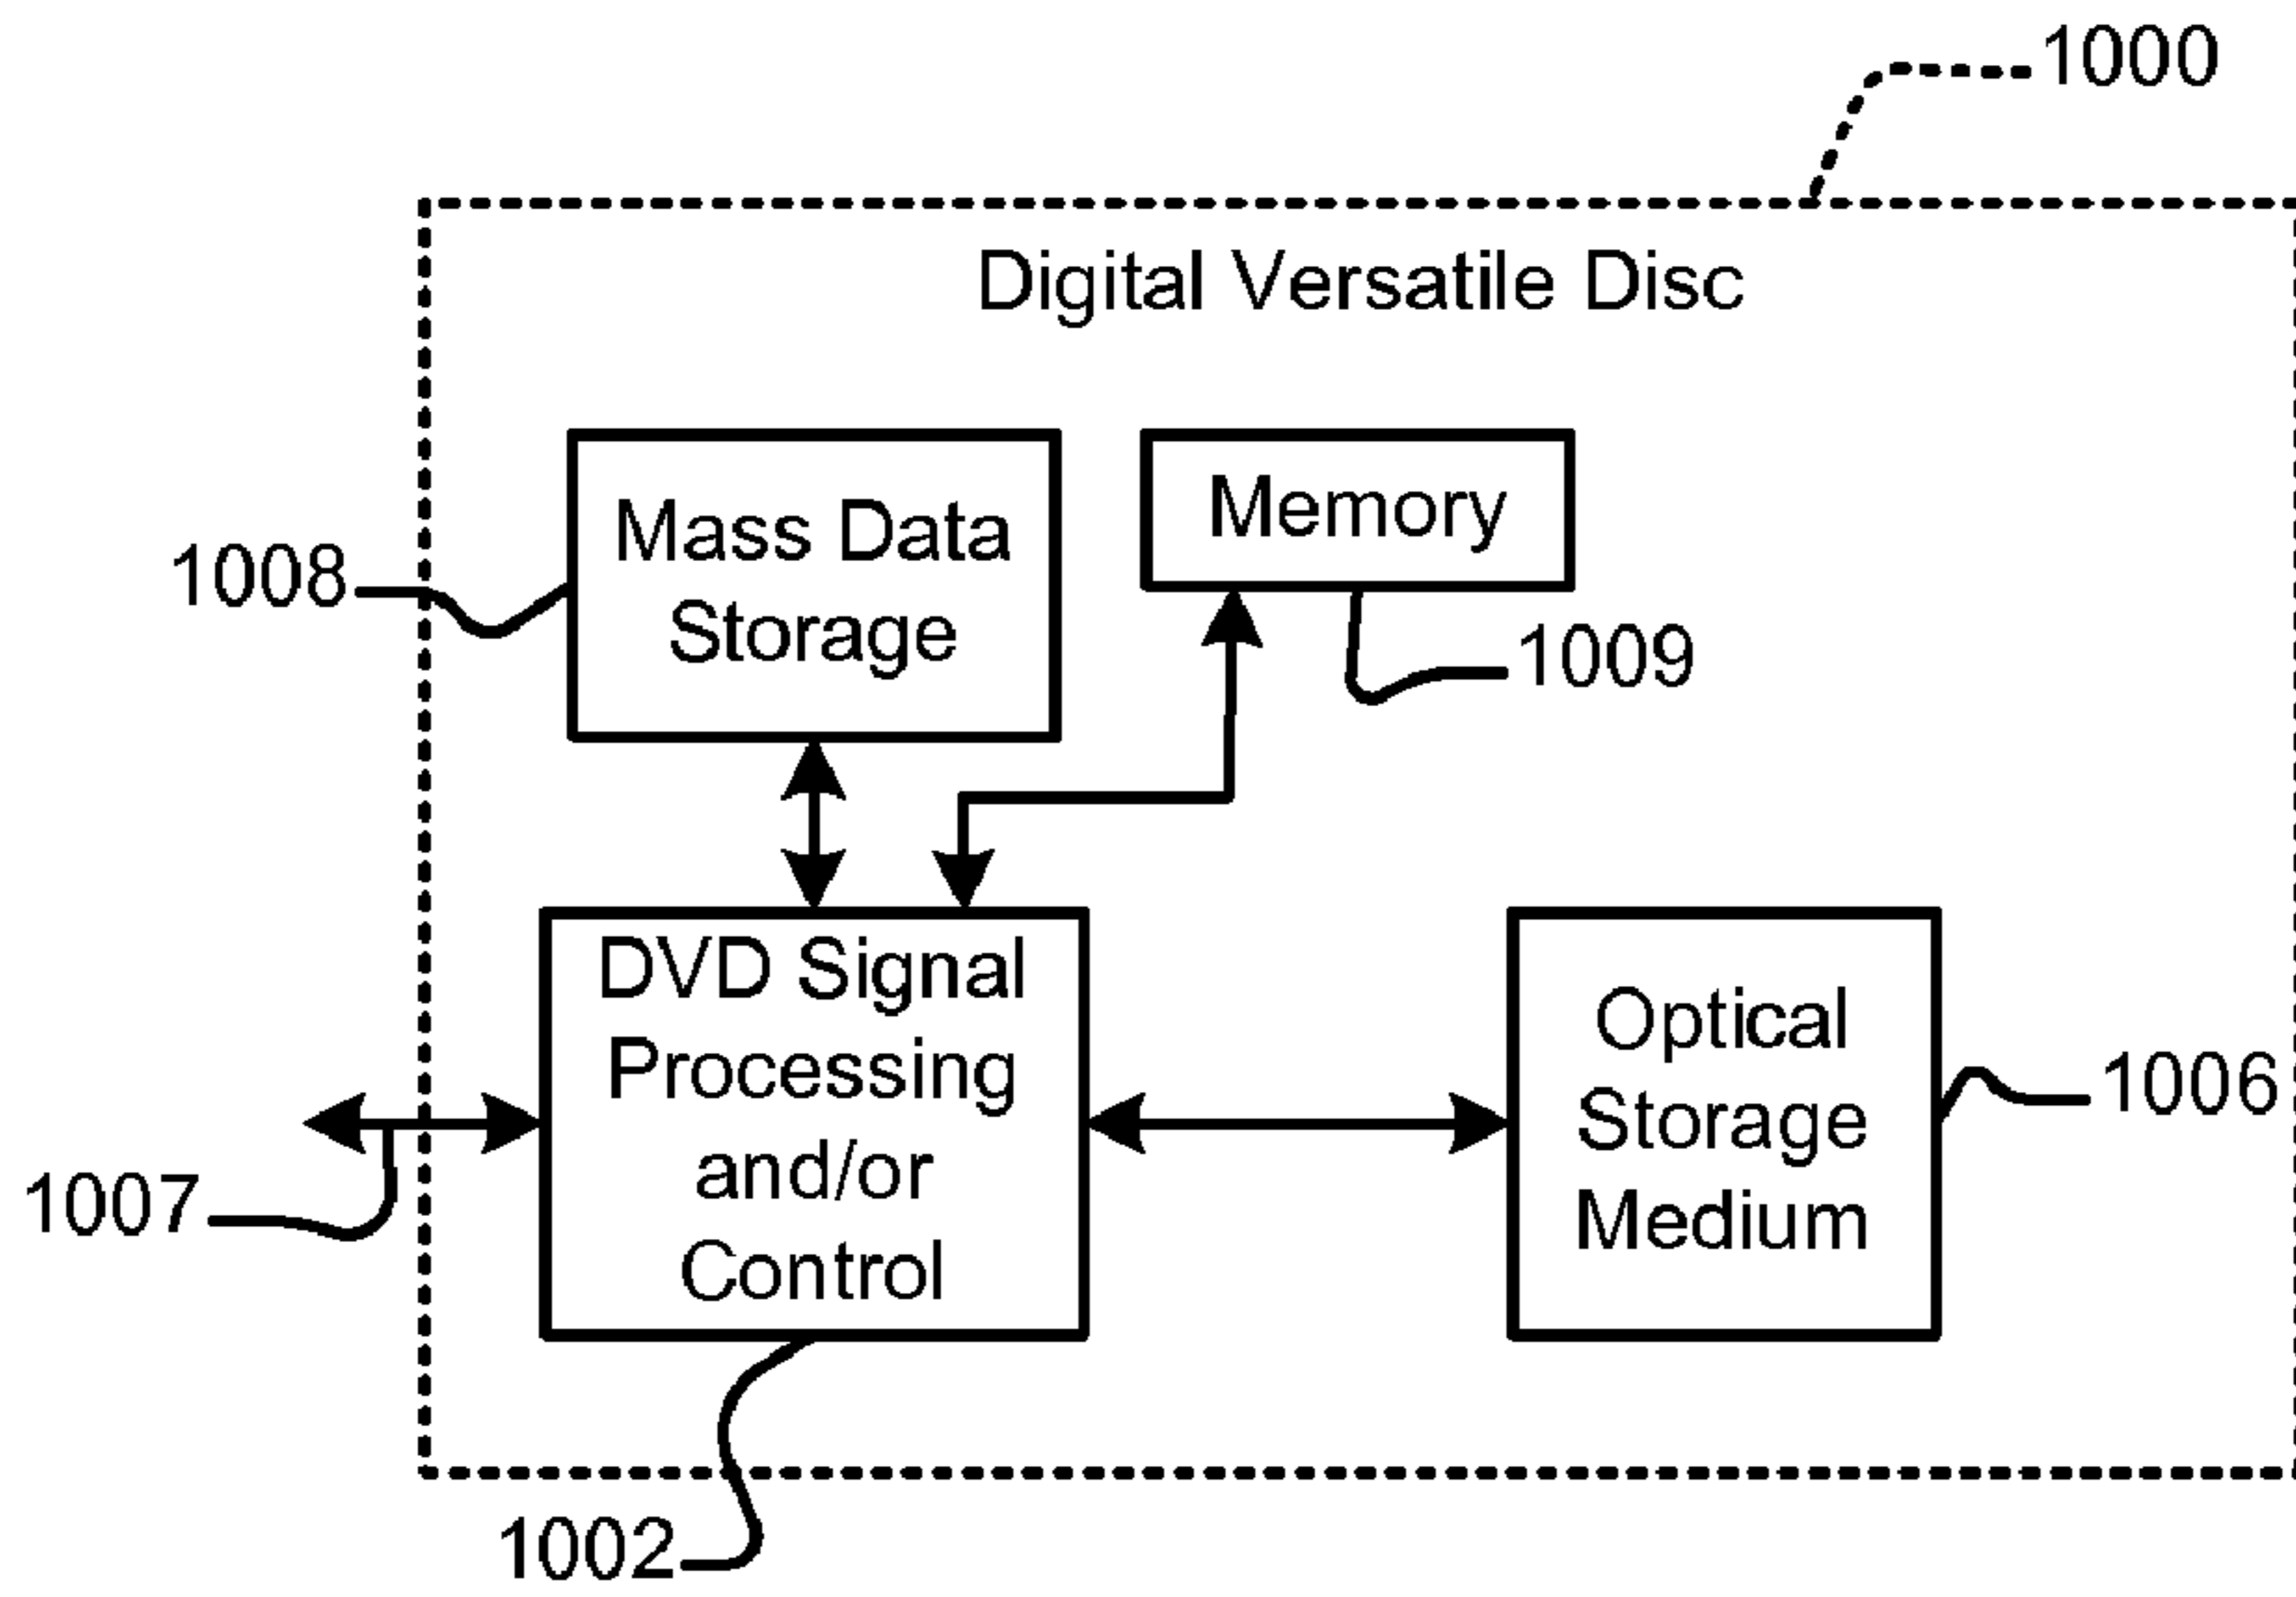 1000
Digital Versatile Disc
Mass Data
Storage
Memory
1008
1009
DVD Signal
Processing
and/or
Control
Optical
Storage
Medium
1006
1007
1002